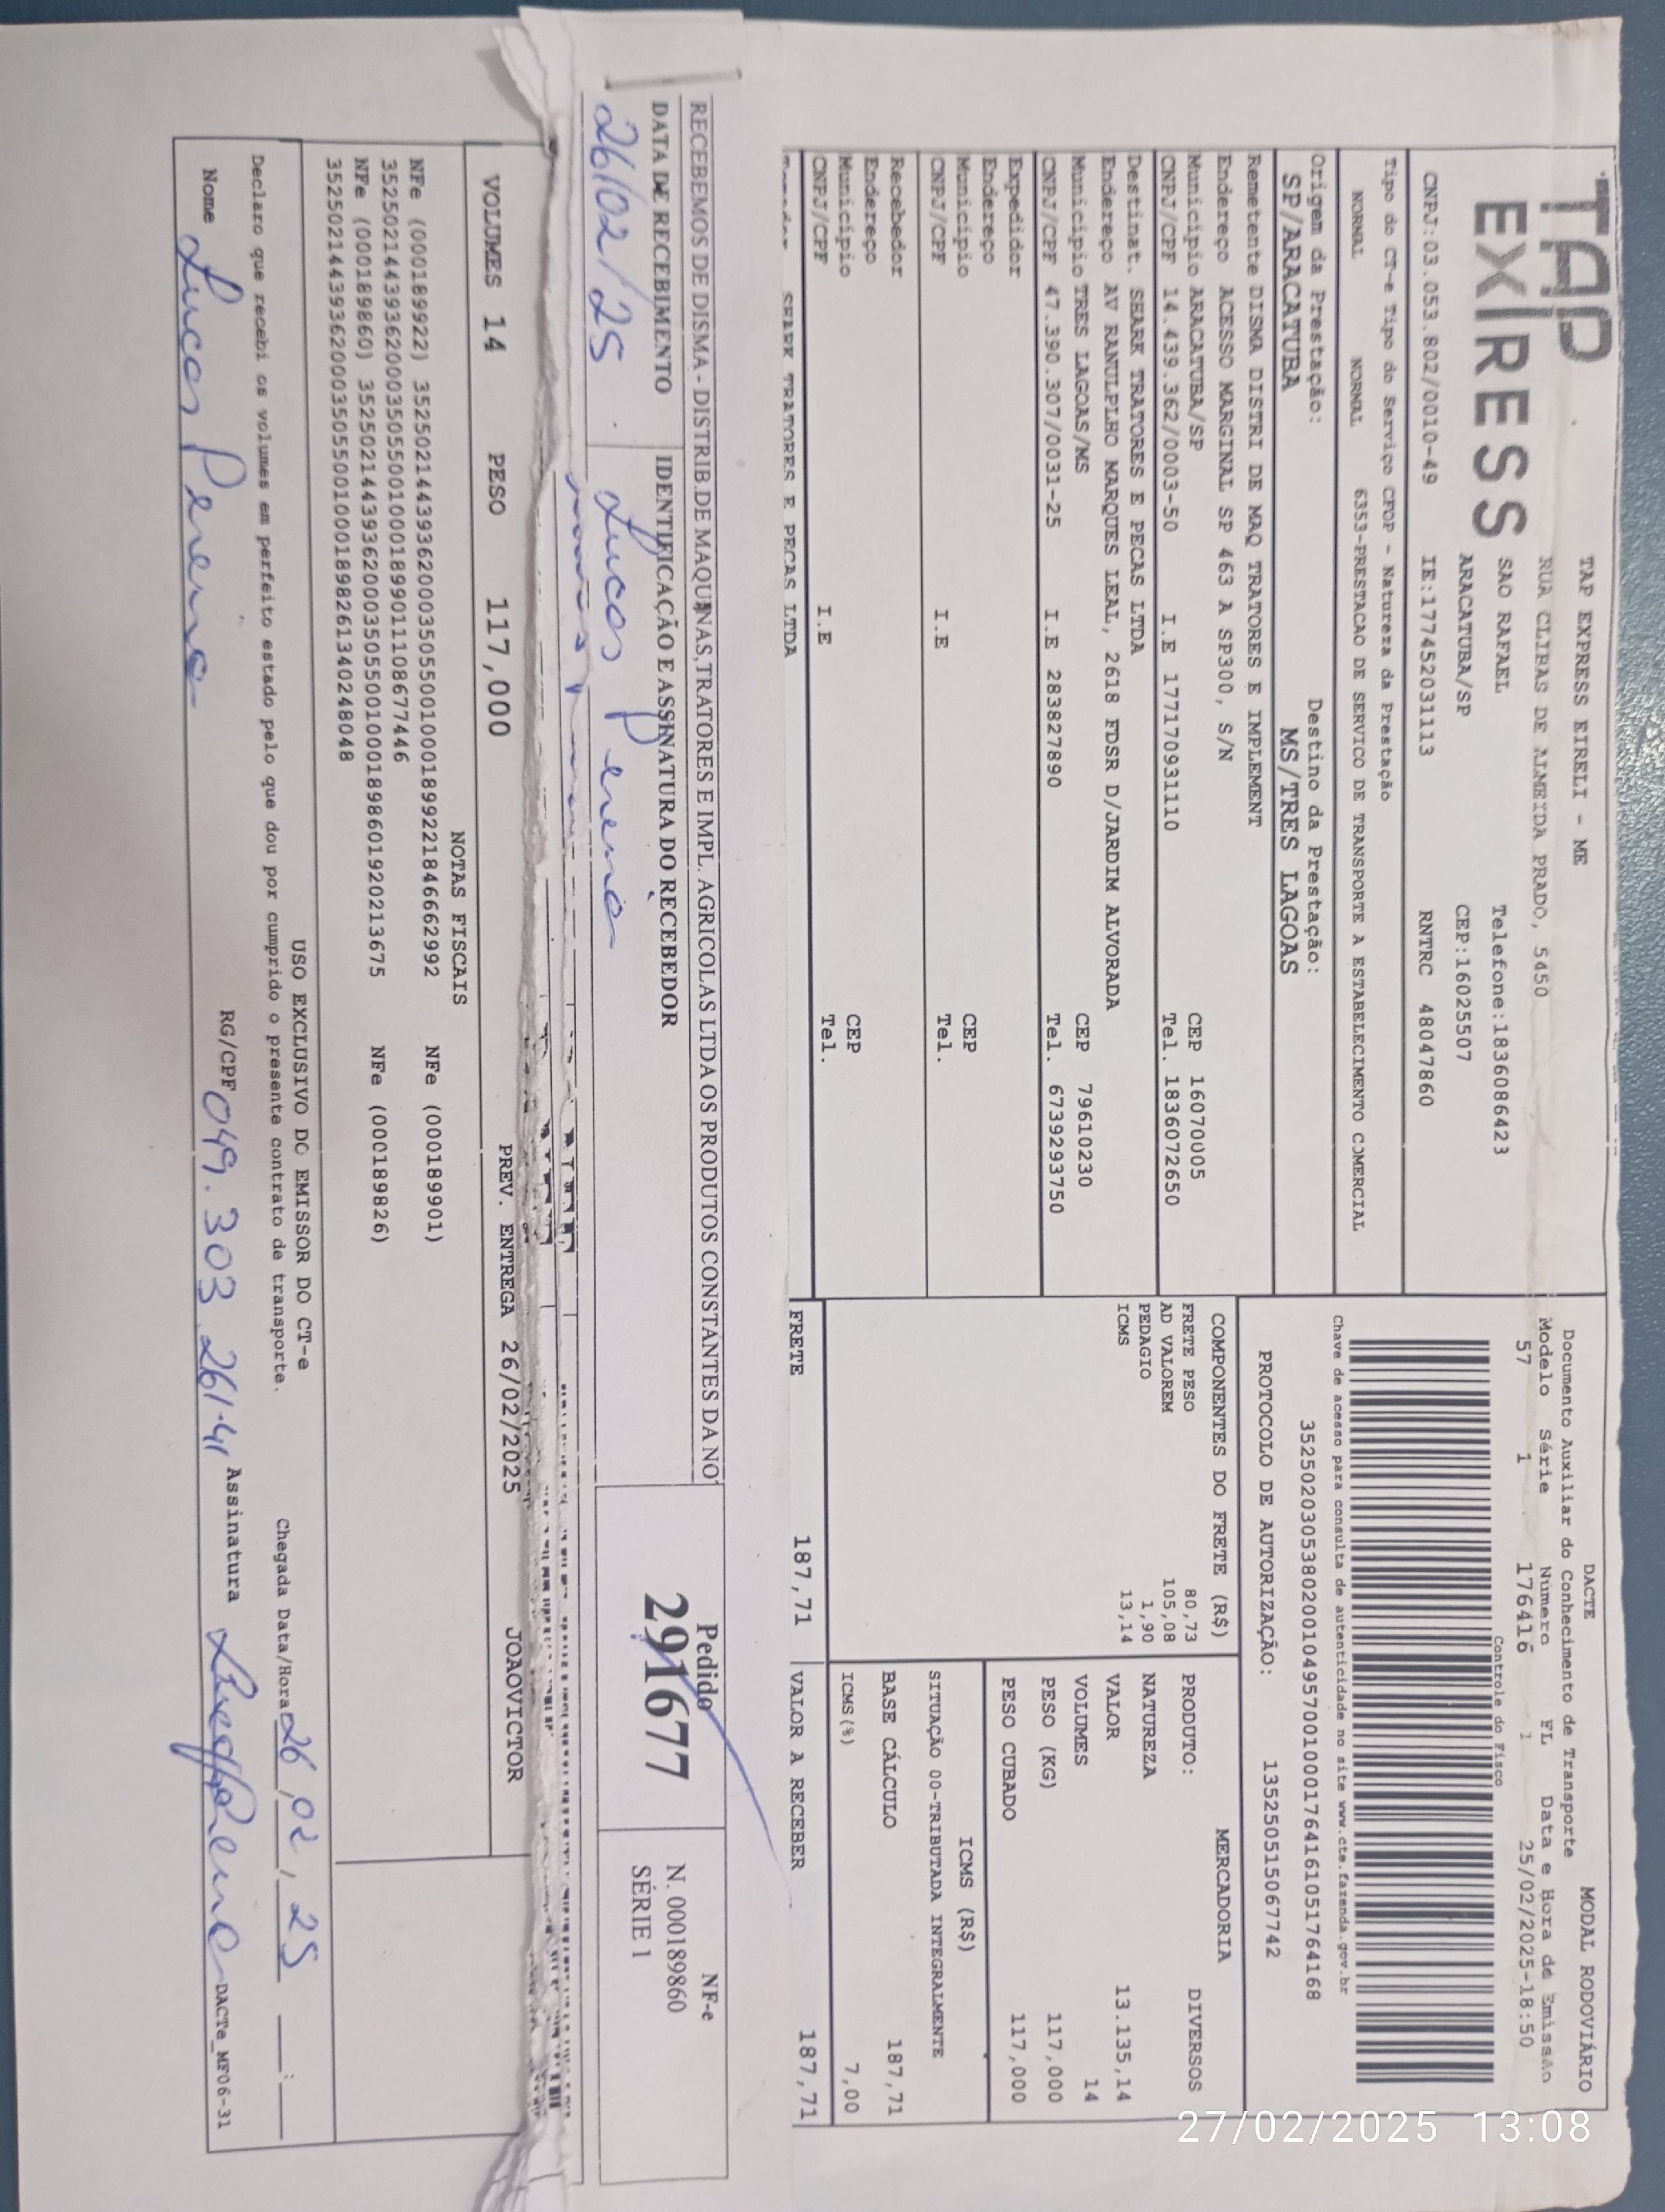 TAP
EXPRESS
TAP EXPRESS EIRELI - ME
RUA CLIBAS DE ALMEIDA PRADO, 5450
SAO RAFAEL Telefone:1836086423
ARACATUBA/SP CEP:16025507
CNPJ:03.053.802/0010-49 IE:177452031113 RNTRC 48047860
Tipo do CT-e Tipo do Serviço CFOP - Natureza da Prestação
NORMAL NORMAL 6353-PRESTACAO DE SERVICO DE TRANSPORTE A ESTABELECIMENTO COMERCIAL
Origem da Prestação: Destino da Prestação:
SP/ARACATUBA MS/TRES LAGOAS
Remetente DISMA DISTRI DE MAQ TRATORES E IMPLEMENT
Endereço ACESSO MARGINAL SP 463 A SP300, S/N
Município ARACATUBA/SP CEP 16070005
CNPJ/CPF 14.439.362/0003-50 I.E 177170931110 Tel. 1836072650
Destinat. SHARK TRATORES E PECAS LTDA
Endereço AV RANULPLHO MARQUES LEAL, 2618 FDSR D/JARDIM ALVORADA
Município TRES LAGOAS/MS CEP 79610230
CNPJ/CPF 47.390.307/0031-25 I.E 283827890 Tel. 6739293750
Expedidor
Endereço
Município CEP
CNPJ/CPF I.E Tel.
Recebedor
Endereço
Município CEP
CNPJ/CPF I.E Tel.
SHARK TRATORES E PECAS LTDA
DACTE MODAL RODOVIÁRIO
Documento Auxiliar do Conhecimento de Transporte
Modelo Série Número FL Data e Hora de Emissão
57 1 176416 1 25/02/2025-18:50
Controle do Fisco
Chave de acesso para consulta de autenticidade no site www.cte.fazenda.gov.br
35250203053802001049570010001764161051764168
PROTOCOLO DE AUTORIZAÇÃO: 135250515067742
COMPONENTES DO FRETE (R$)
FRETE PESO 80,73
AD VALOREM 105,08
PEDAGIO 1,90
ICMS 13,14
MERCADORIA
PRODUTO: DIVERSOS
NATUREZA
VALOR 13.135,14
VOLUMES 14
PESO (KG) 117,000
PESO CUBADO 117,000
ICMS (R$)
SITUAÇÃO 00-TRIBUTADA INTEGRALMENTE
BASE CÁLCULO 187,71
ICMS(%) 7,00
FRETE 187,71 VALOR A RECEBER 187,71
RECEBEMOS DE DISMA - DISTRIB.DE MAQUINAS,TRATORES E IMPL. AGRICOLAS LTDA OS PRODUTOS CONSTANTES DA NO
DATA DE RECEBIMENTO IDENTIFICAÇÃO E ASSINATURA DO RECEBEDOR
26/02/25 Lucas Pereira
Pedido
291677
NF-e
N. 000189860
SÉRIE 1
VOLUMES 14 PESO 117,000 PREV. ENTREGA 26/02/2025 JOAOVICTOR
NOTAS FISCAIS
NFe (000189922) 35250214439362000350550010001899221846662992 NFe (000189901)
35250214439362000350550010001899011108677446
NFe (000189860) 35250214439362000350550010001898601920213675 NFe (000189826)
35250214439362000350550010001898261340248048
USO EXCLUSIVO DO EMISSOR DO CT-e
Declaro que recebi os volumes em perfeito estado pelo que dou por cumprido o presente contrato de transporte. Chegada Data/Hora 26/02/25 __:__
Nome Lucas Pereira RG/CPF 049.303.261-41 Assinatura Lucas Pereira DACTe_MF06-31
27/02/2025 13:08